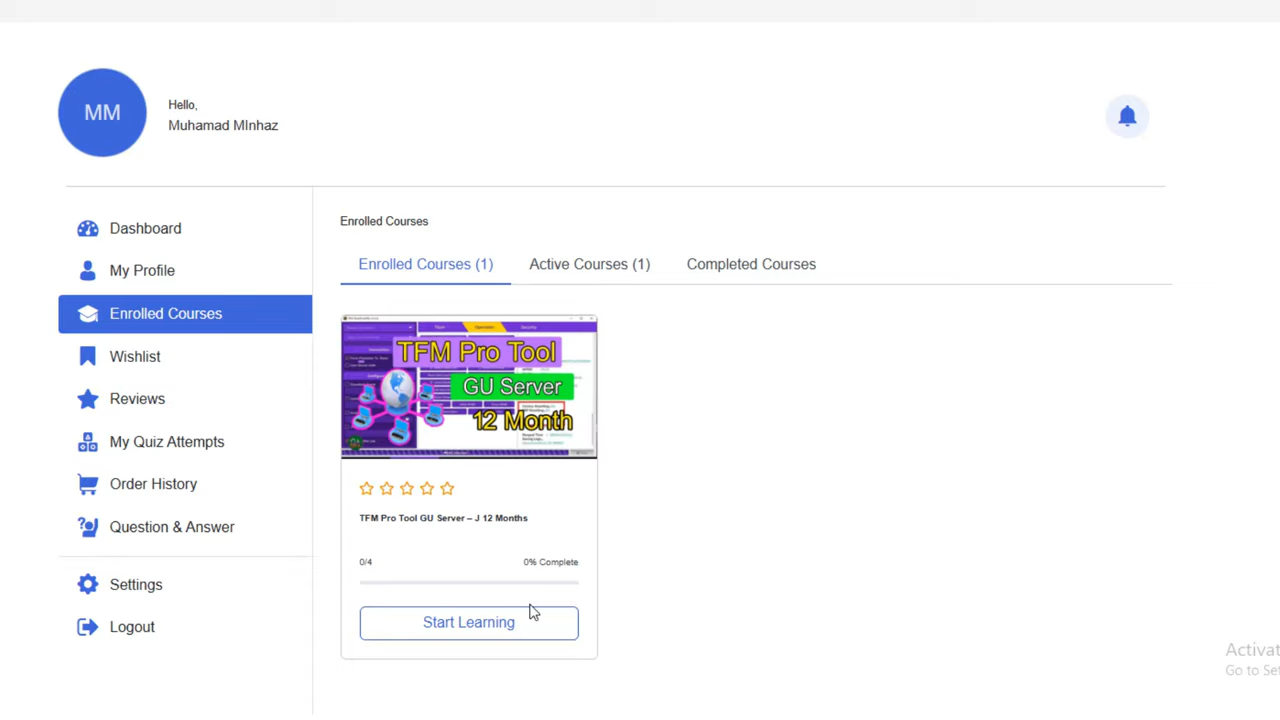 MM
Hello,
Muhamad MInhaz
Dashboard
My Profile
Enrolled Courses
Wishlist
Reviews
My Quiz Attempts
Order History
Question & Answer
Settings
Logout
Enrolled Courses
Enrolled Courses (1)
Active Courses (1)
Completed Courses
TFM Pro Tool
GU Server
12 Month
TFM Pro Tool GU Server – J 12 Months
0/4
0% Complete
Start Learning
Activat
Go to Set